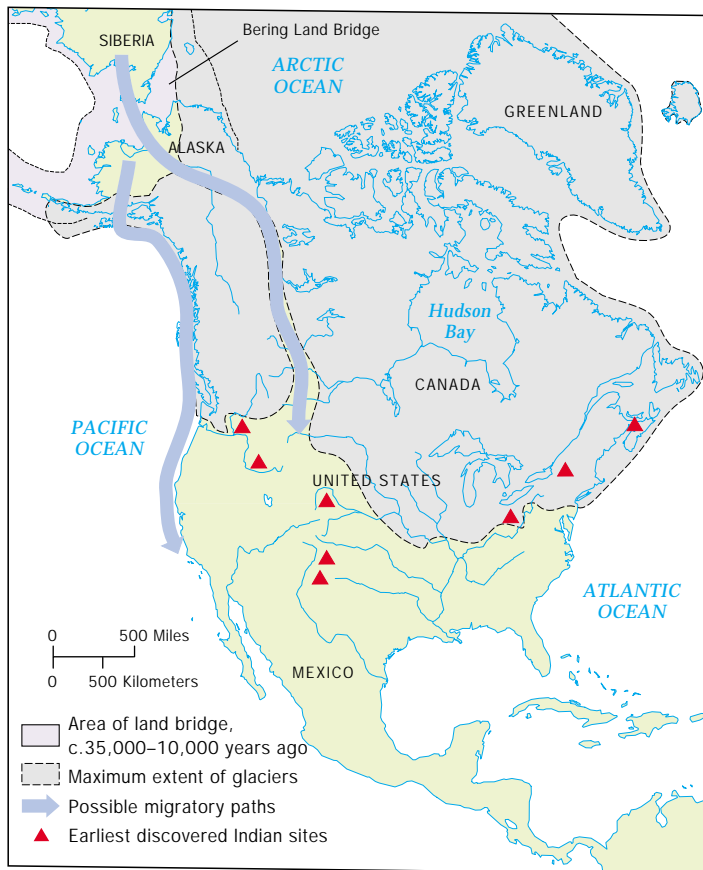 SIBERIA
Bering Land Bridge
ARCTIC
OCEAN
GREENLAND
ALASKA
Hudson
Bay
CANADA
PACIFIC
OCEAN
UNITED STATES
ATLANTIC
OCEAN
0 500 Miles
0 500 Kilometers
MEXICO
Area of land bridge,
c.35,000–10,000 years ago
Maximum extent of glaciers
Possible migratory paths
Earliest discovered Indian sites